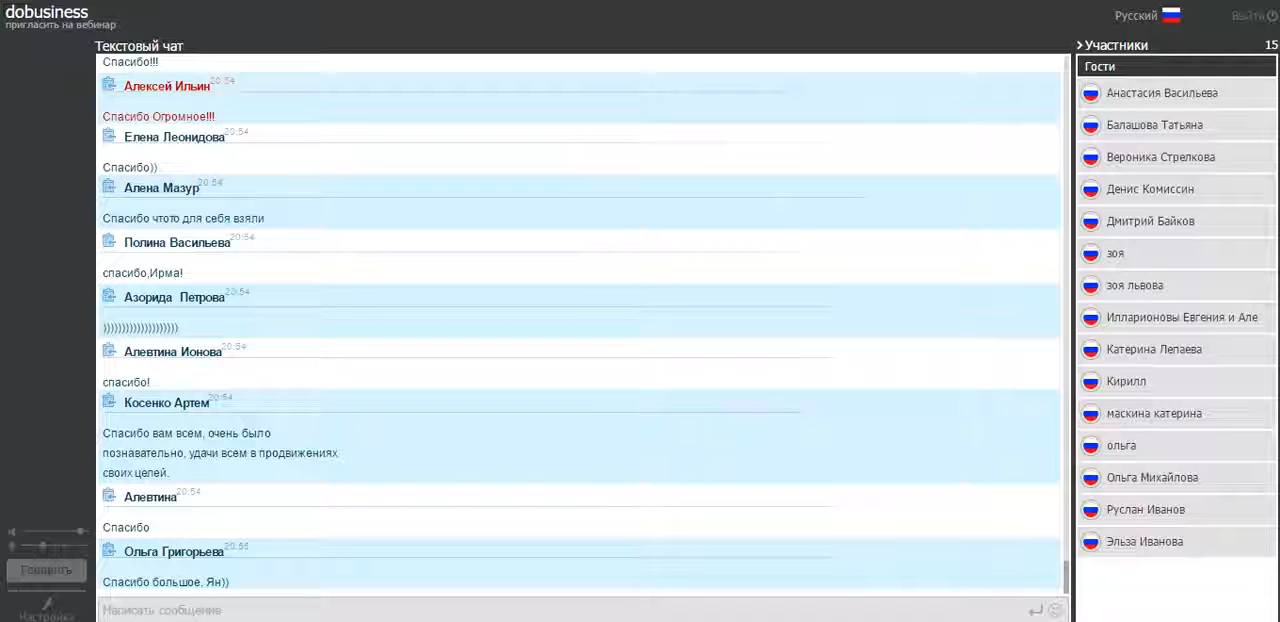 dobusiness
пригласить на вебинар
Русский
Выйти
Текстовый чат
Спасибо!!!
Алексей Ильин 20:54
Спасибо Огромное!!!
Елена Леонидова 20:54
Спасибо))
Алена Мазур 20:54
Спасибо чтото для себя взяли
Полина Васильева 20:54
спасибо,Ирма!
Азорида Петрова 20:54
))))))))))))))))))))
Алевтина Ионова 20:54
спасибо!
Косенко Артем 20:54
Спасибо вам всем, очень было
познавательно, удачи всем в продвижениях
своих целей.
Алевтина 20:54
Спасибо
Ольга Григорьева 20:55
Спасибо большое, Ян))
Написать сообщение
Говорить
Настройка
Участники 15
Гости
Анастасия Васильева
Балашова Татьяна
Вероника Стрелкова
Денис Комиссин
Дмитрий Байков
зоя
зоя львова
Илларионовы Евгения и Але
Катерина Лепаева
Кирилл
маскина катерина
ольга
Ольга Михайлова
Руслан Иванов
Эльза Иванова